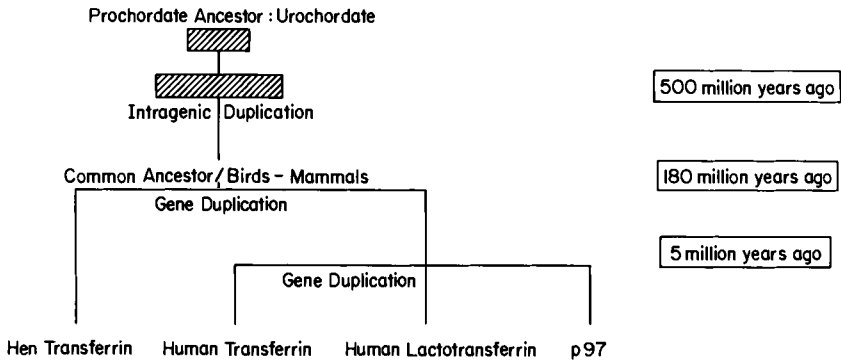 Prochordate Ancestor : Urochordate
500 million years ago
Intragenic Duplication
Common Ancestor / Birds - Mammals
180 million years ago
Gene Duplication
5 million years ago
Gene Duplication
Hen Transferrin Human Transferrin Human Lactotransferrin p97